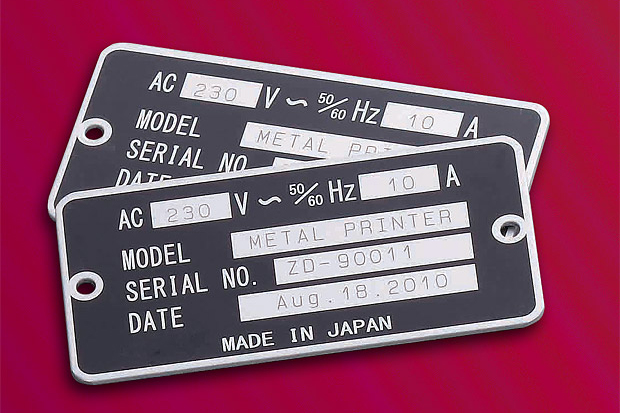 AC 230 V ~ 50/60 Hz 10 A
MODEL METAL
SERIAL NO.
AC 230 V ~ 50/60 Hz 10 A
MODEL METAL PRINTER
SERIAL NO. ZD-90011
DATE Aug.18.2010
MADE IN JAPAN